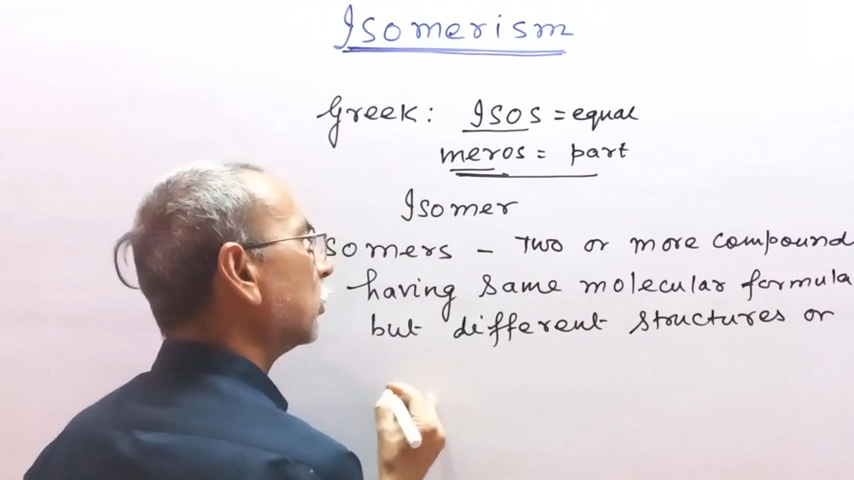 Isomerism
Greek: Isos = equal
meros = part
Isomer
somers - Two or more compound
having same molecular formula
but different structures or